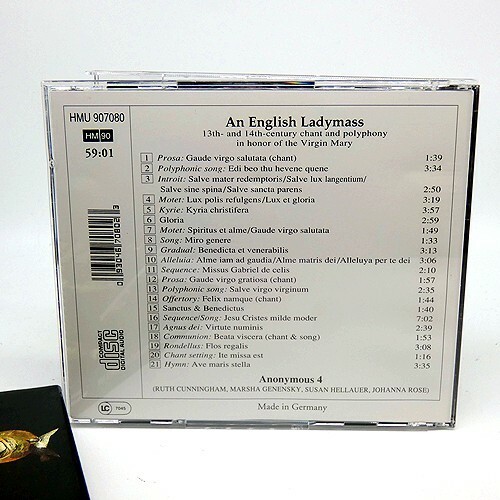 HMU 907080
HM 90
59:01
An English Ladymass
13th- and 14th-century chant and polyphony
in honor of the Virgin Mary
1 Prosa: Gaude virgo salutata (chant) 1:39
2 Polyphonic song: Edi beo thu hevene quene 3:34
3 Introit: Salve mater redemptoris/Salve lux langentium/
Salve sine spina/Salve sancta parens 2:50
4 Motet: Lux polis refulgens/Lux et gloria 3:19
5 Kyrie: Kyria christifera 3:57
6 Gloria 2:59
7 Motet: Spiritus et alme/Gaude virgo salutata 1:49
8 Song: Miro genere 1:33
9 Gradual: Benedicta et venerabilis 3:13
10 Alleluia: Alme iam ad gaudia/Alme matris dei/Alleluya per te dei 3:06
11 Sequence: Missus Gabriel de celis 2:10
12 Prosa: Gaude virgo gratiosa (chant) 1:57
13 Polyphonic song: Salve virgo virginum 2:35
14 Offertory: Felix namque (chant) 1:44
15 Sanctus & Benedictus 1:40
16 Sequence/Song: Jesu Cristes milde moder 7:02
17 Agnus dei: Virtute numinis 2:39
18 Communion: Beata viscera (chant & song) 1:53
19 Rondellus: Flos regalis 3:08
20 Chant setting: Ite missa est 1:16
21 Hymn: Ave maris stella 3:35
Anonymous 4
(RUTH CUNNINGHAM, MARSHA GENENSKY, SUSAN HELLAUER, JOHANNA ROSE)
Made in Germany
LC 7045
0 93046 70802 3
COMPACT
disc
DIGITAL AUDIO